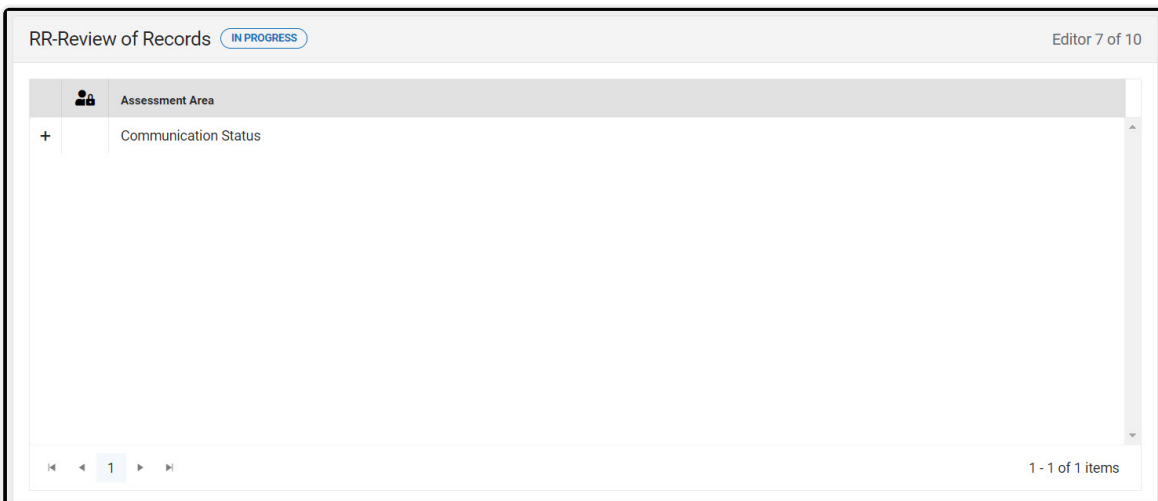 RR-Review of Records IN PROGRESS Editor 7 of 10
Assessment Area
+ Communication Status
1 1 - 1 of 1 items